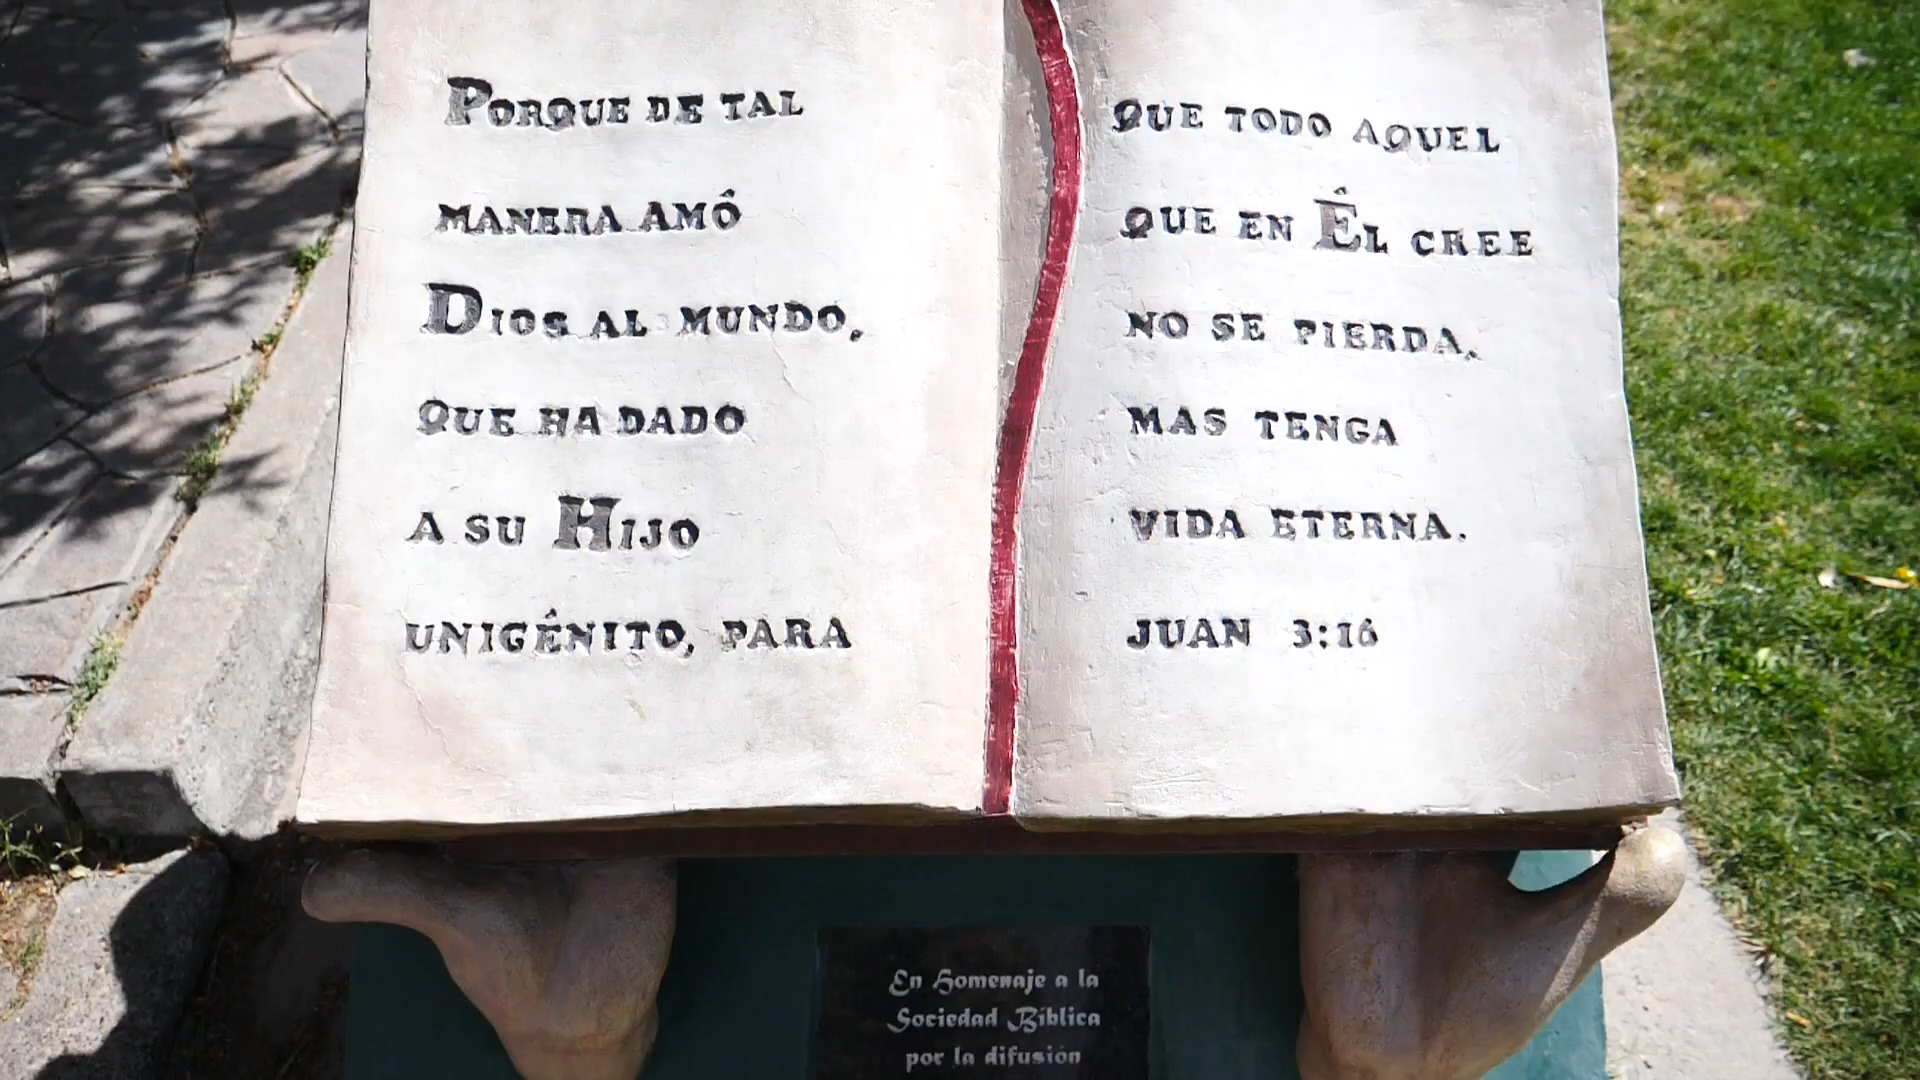 PORQUE DE TAL
MANERA AMÓ
DIOS AL MUNDO,
QUE HA DADO
A SU HIJO
UNIGÉNITO, PARA
QUE TODO AQUEL
QUE EN ÉL CREE
NO SE PIERDA,
MAS TENGA
VIDA ETERNA.
JUAN 3:16
En Homenaje a la
Sociedad Bíblica
por la difusión